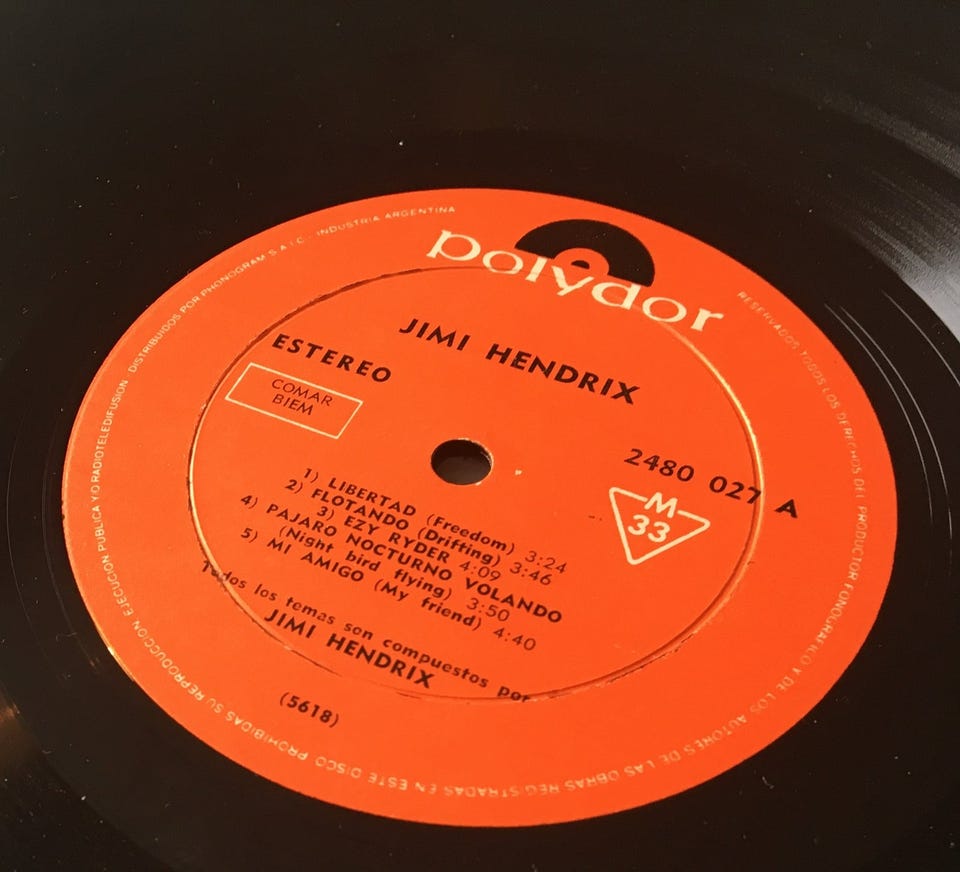 polydor
JIMI HENDRIX
ESTEREO
COMAR
BIEM
2480 027 A
M
33
1) LIBERTAD (Freedom) 3:24
2) FLOTANDO (Drifting) 3:46
3) EZY RYDER 4:09
4) PAJARO NOCTURNO VOLANDO
(Night bird flying) 3:50
5) MI AMIGO (My friend) 4:40
Todos los temas son compuestos por
JIMI HENDRIX
(5618)
RESERVADOS TODOS LOS DERECHOS DEL PRODUCTOR FONOGRAFICO Y DE LOS AUTORES DE LAS OBRAS REGISTRADAS EN ESTE DISCO PROHIBIDAS SU REPRODUCCION, EJECUCION PUBLICA Y/O RADIOTELEDIFUSION · DISTRIBUIDOS POR PHONOGRAM S.A.I.C. · INDUSTRIA ARGENTINA